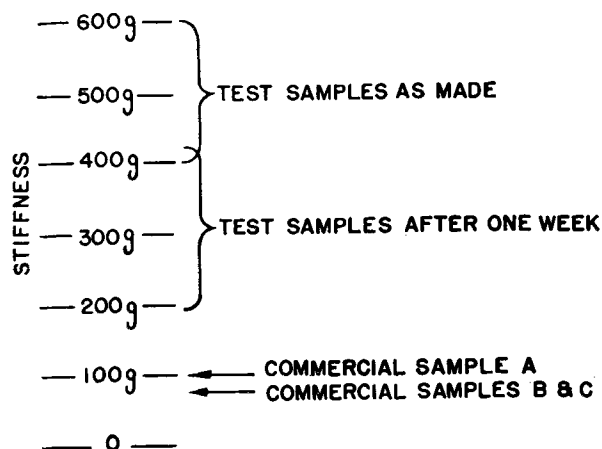 600g
500g
TEST SAMPLES AS MADE
400g
STIFFNESS
300g
TEST SAMPLES AFTER ONE WEEK
200g
100g
COMMERCIAL SAMPLE A
COMMERCIAL SAMPLES B & C
0